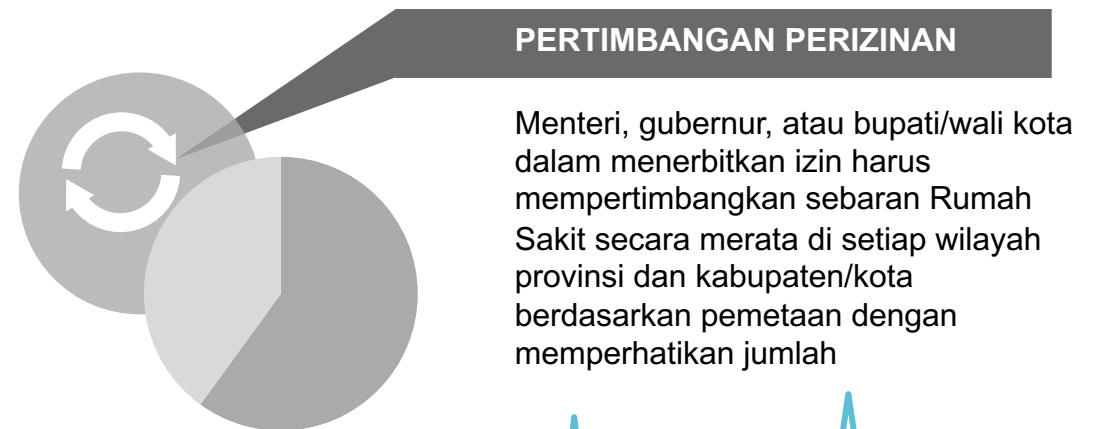 PERTIMBANGAN PERIZINAN
Menteri, gubernur, atau bupati/wali kota
dalam menerbitkan izin harus
mempertimbangkan sebaran Rumah
Sakit secara merata di setiap wilayah
provinsi dan kabupaten/kota
berdasarkan pemetaan dengan
memperhatikan jumlah